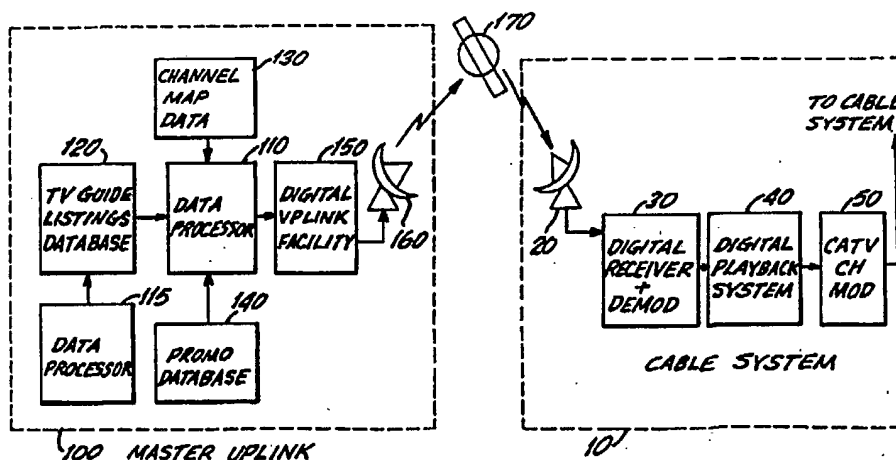 170
130
CHANNEL
MAP
DATA
TO CABLE
SYSTEM
120
110
150
TV GUIDE
LISTINGS
DATABASE
DATA
PROCESSOR
DIGITAL
UPLINK
FACILITY
160
20
30
40
50
DIGITAL
RECEIVER
+
DEMOD
DIGITAL
PLAYBACK
SYSTEM
CATV
CH
MOD
115
140
DATA
PROCESSOR
PROMO
DATABASE
CABLE SYSTEM
100 MASTER UPLINK
10